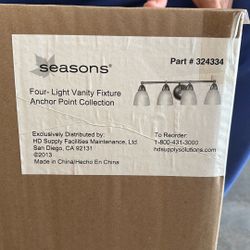 seasons®
Part # 324334
Four- Light Vanity Fixture
Anchor Point Collection
Exclusively Distributed by:
HD Supply Facilities Maintenance, Ltd.
San Diego, CA 92131
©2013
Made in China/Hecho En China
To Reorder:
1-800-431-3000
hdsupplysolutions.com